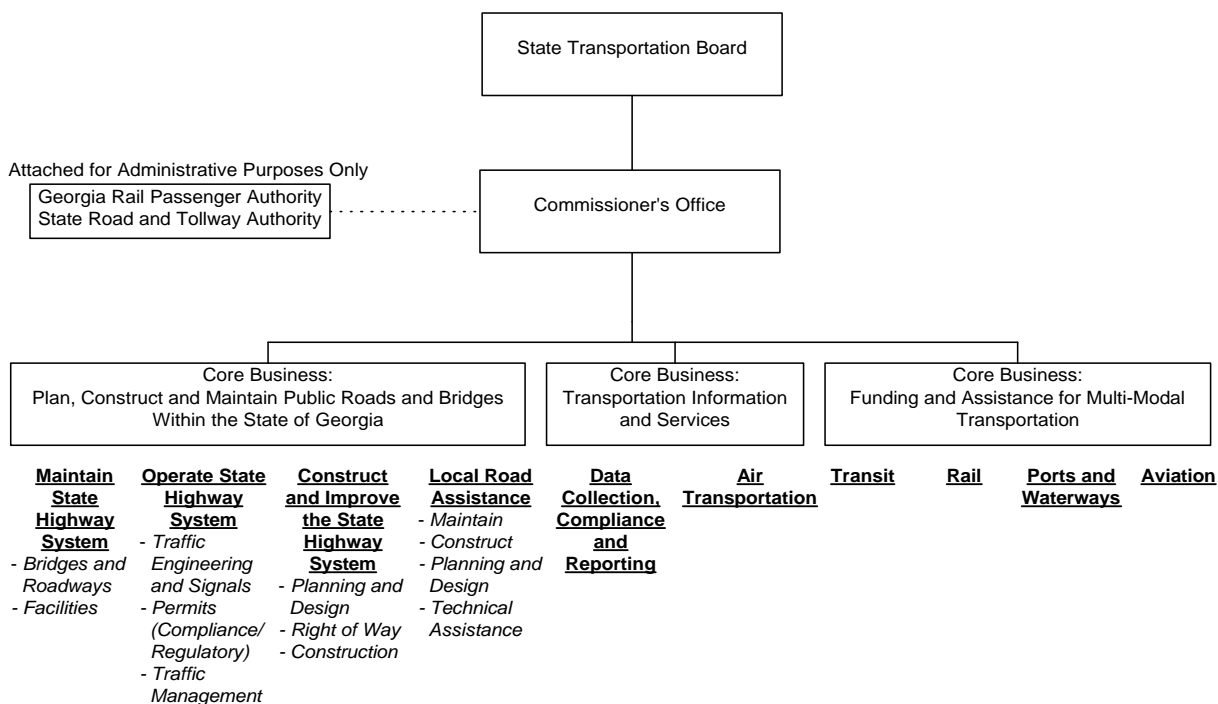 State Transportation Board
Attached for Administrative Purposes Only
Georgia Rail Passenger Authority
State Road and Tollway Authority
Commissioner's Office
Core Business:
Plan, Construct and Maintain Public Roads and Bridges
Within the State of Georgia
Core Business:
Transportation Information
and Services
Core Business:
Funding and Assistance for Multi-Modal
Transportation
Maintain
State
Highway
System
- Bridges and
Roadways
- Facilities
Operate State
Highway
System
- Traffic
Engineering
and Signals
- Permits
(Compliance/
Regulatory)
- Traffic
Management
Construct
and Improve
the State
Highway
System
- Planning and
Design
- Right of Way
- Construction
Local Road
Assistance
- Maintain
- Construct
- Planning and
Design
- Technical
Assistance
Data
Collection,
Compliance
and
Reporting
Air
Transportation
Transit
Rail
Ports and
Waterways
Aviation